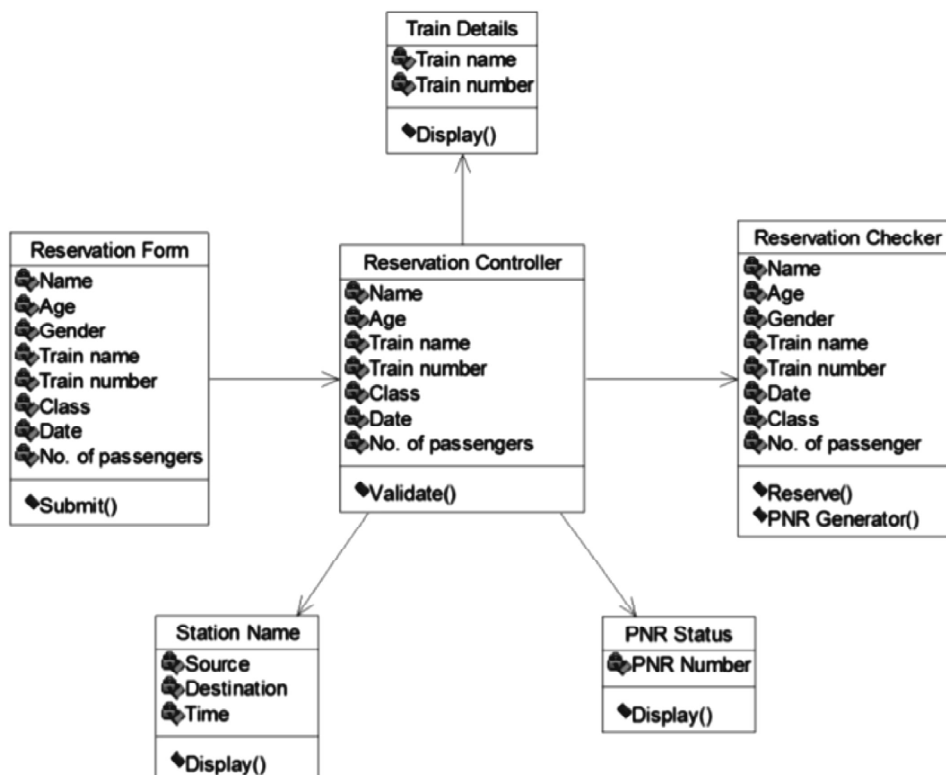 Train Details
Train name
Train number
Display()
Reservation Form
Name
Age
Gender
Train name
Train number
Class
Date
No. of passengers
Submit()
Reservation Controller
Name
Age
Train name
Train number
Class
Date
No. of passengers
Validate()
Reservation Checker
Name
Age
Gender
Train name
Train number
Date
Class
No. of passenger
Reserve()
PNR Generator()
Station Name
Source
Destination
Time
Display()
PNR Status
PNR Number
Display()